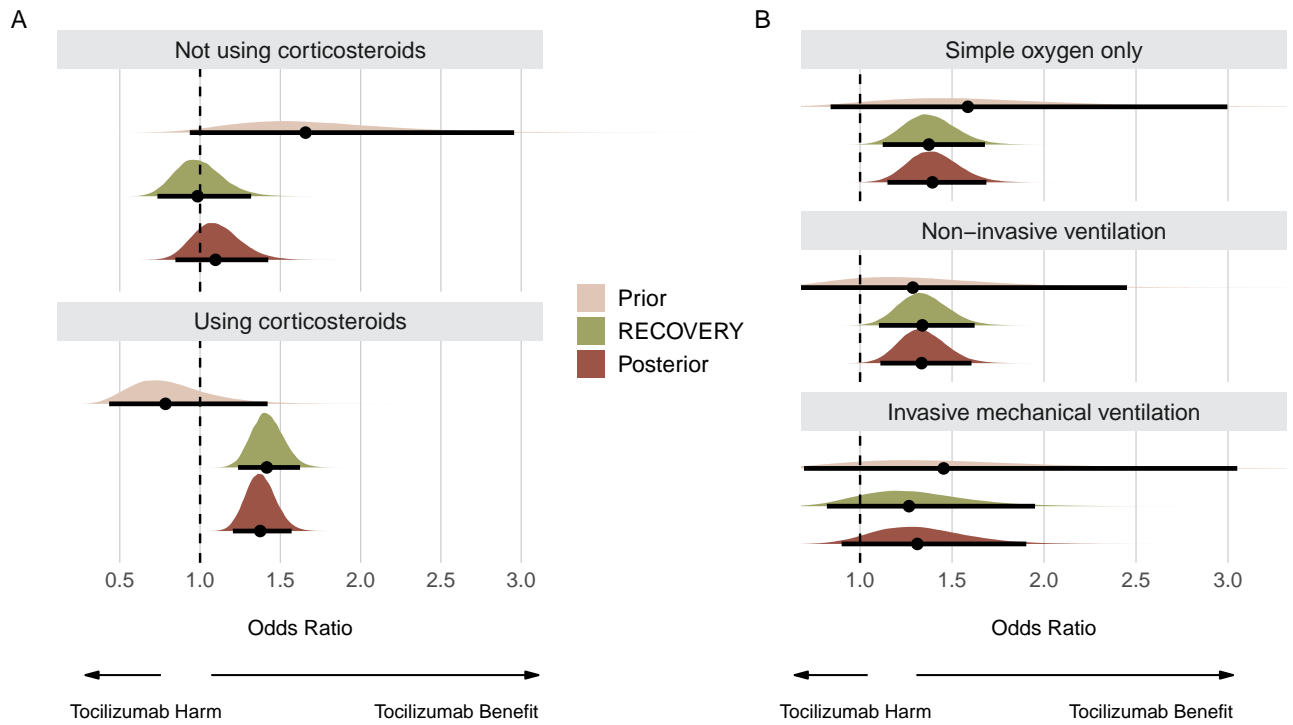 A
Not using corticosteroids
Using corticosteroids
0.5 1.0 1.5 2.0 2.5 3.0
Odds Ratio
Tocilizumab Harm
Tocilizumab Benefit
Prior
RECOVERY
Posterior
B
Simple oxygen only
Non−invasive ventilation
Invasive mechanical ventilation
1.0 1.5 2.0 2.5 3.0
Odds Ratio
Tocilizumab Harm
Tocilizumab Benefit